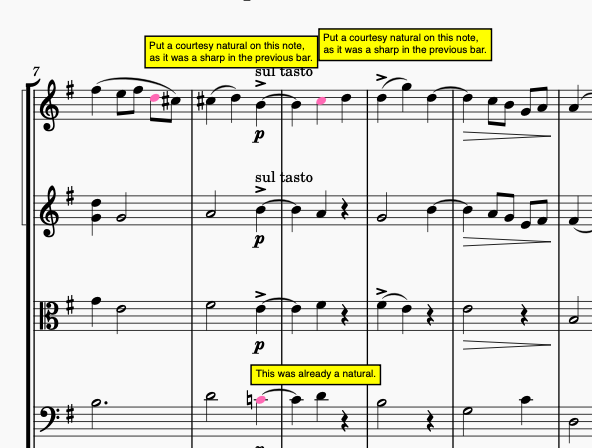 Put a courtesy natural on this note,
as it was a sharp in the previous bar.
Put a courtesy natural on this note,
as it was a sharp in the previous bar.
7
sul tasto
p
sul tasto
p
p
This was already a natural.